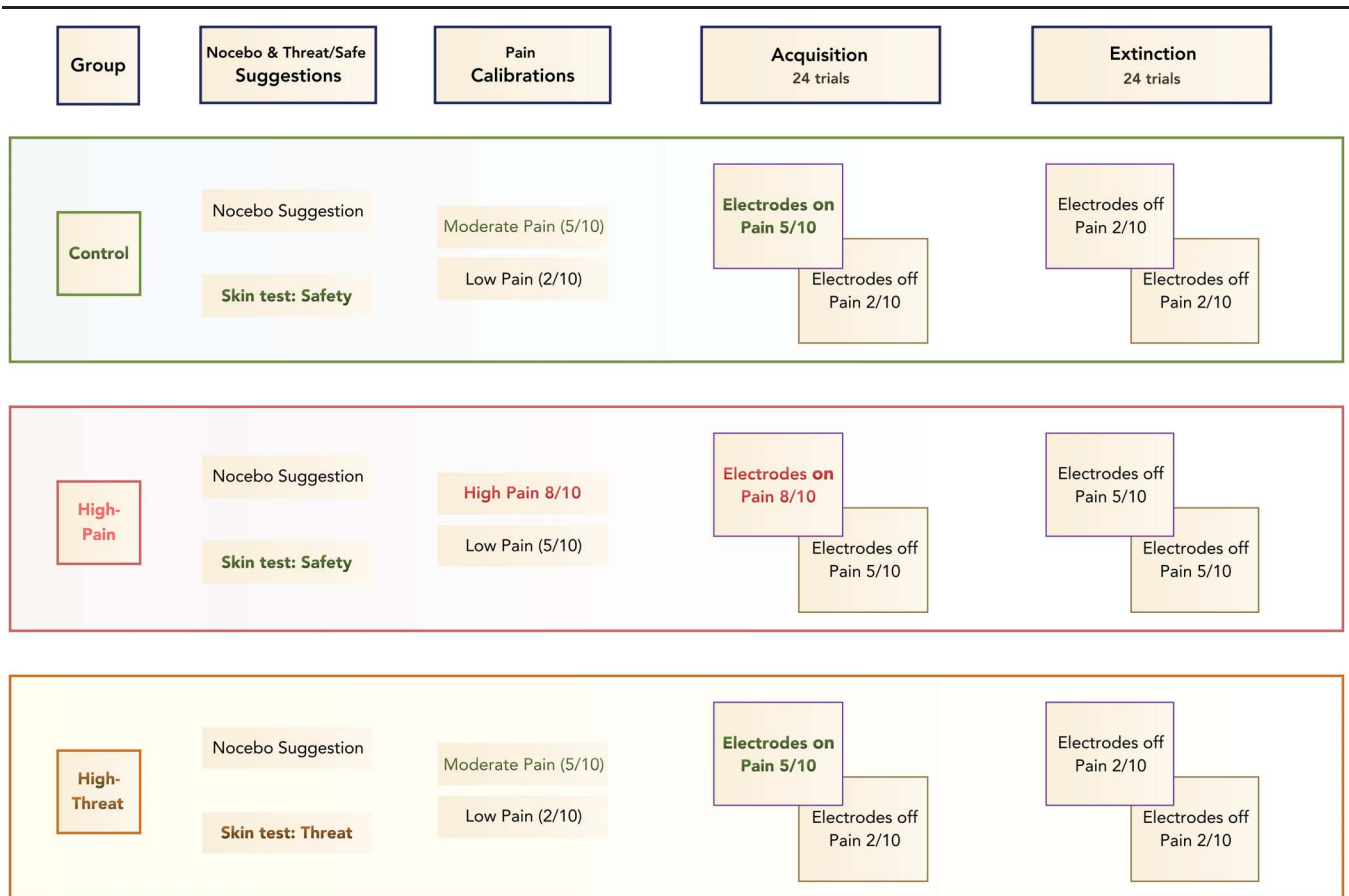 Group
Nocebo & Threat/Safe
Suggestions
Pain
Calibrations
Acquisition
24 trials
Extinction
24 trials
Control
Nocebo Suggestion
Skin test: Safety
Moderate Pain (5/10)
Low Pain (2/10)
Electrodes on
Pain 5/10
Electrodes off
Pain 2/10
Electrodes off
Pain 2/10
Electrodes off
Pain 2/10
High-
Pain
Nocebo Suggestion
Skin test: Safety
High Pain 8/10
Low Pain (5/10)
Electrodes on
Pain 8/10
Electrodes off
Pain 5/10
Electrodes off
Pain 5/10
Electrodes off
Pain 5/10
High-
Threat
Nocebo Suggestion
Skin test: Threat
Moderate Pain (5/10)
Low Pain (2/10)
Electrodes on
Pain 5/10
Electrodes off
Pain 2/10
Electrodes off
Pain 2/10
Electrodes off
Pain 2/10